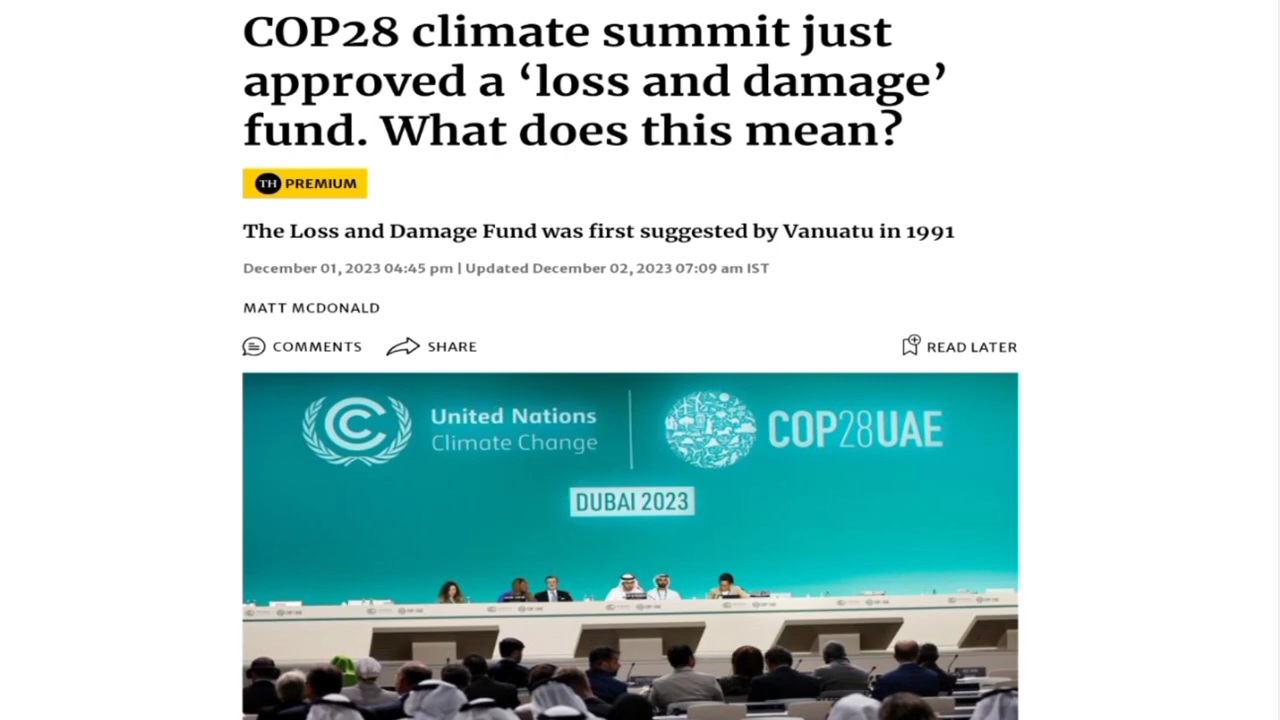 COP28 climate summit just
approved a ‘loss and damage’
fund. What does this mean?
TH PREMIUM
The Loss and Damage Fund was first suggested by Vanuatu in 1991
December 01, 2023 04:45 pm | Updated December 02, 2023 07:09 am IST
MATT MCDONALD
COMMENTS SHARE READ LATER
United Nations
Climate Change
COP28UAE
DUBAI 2023